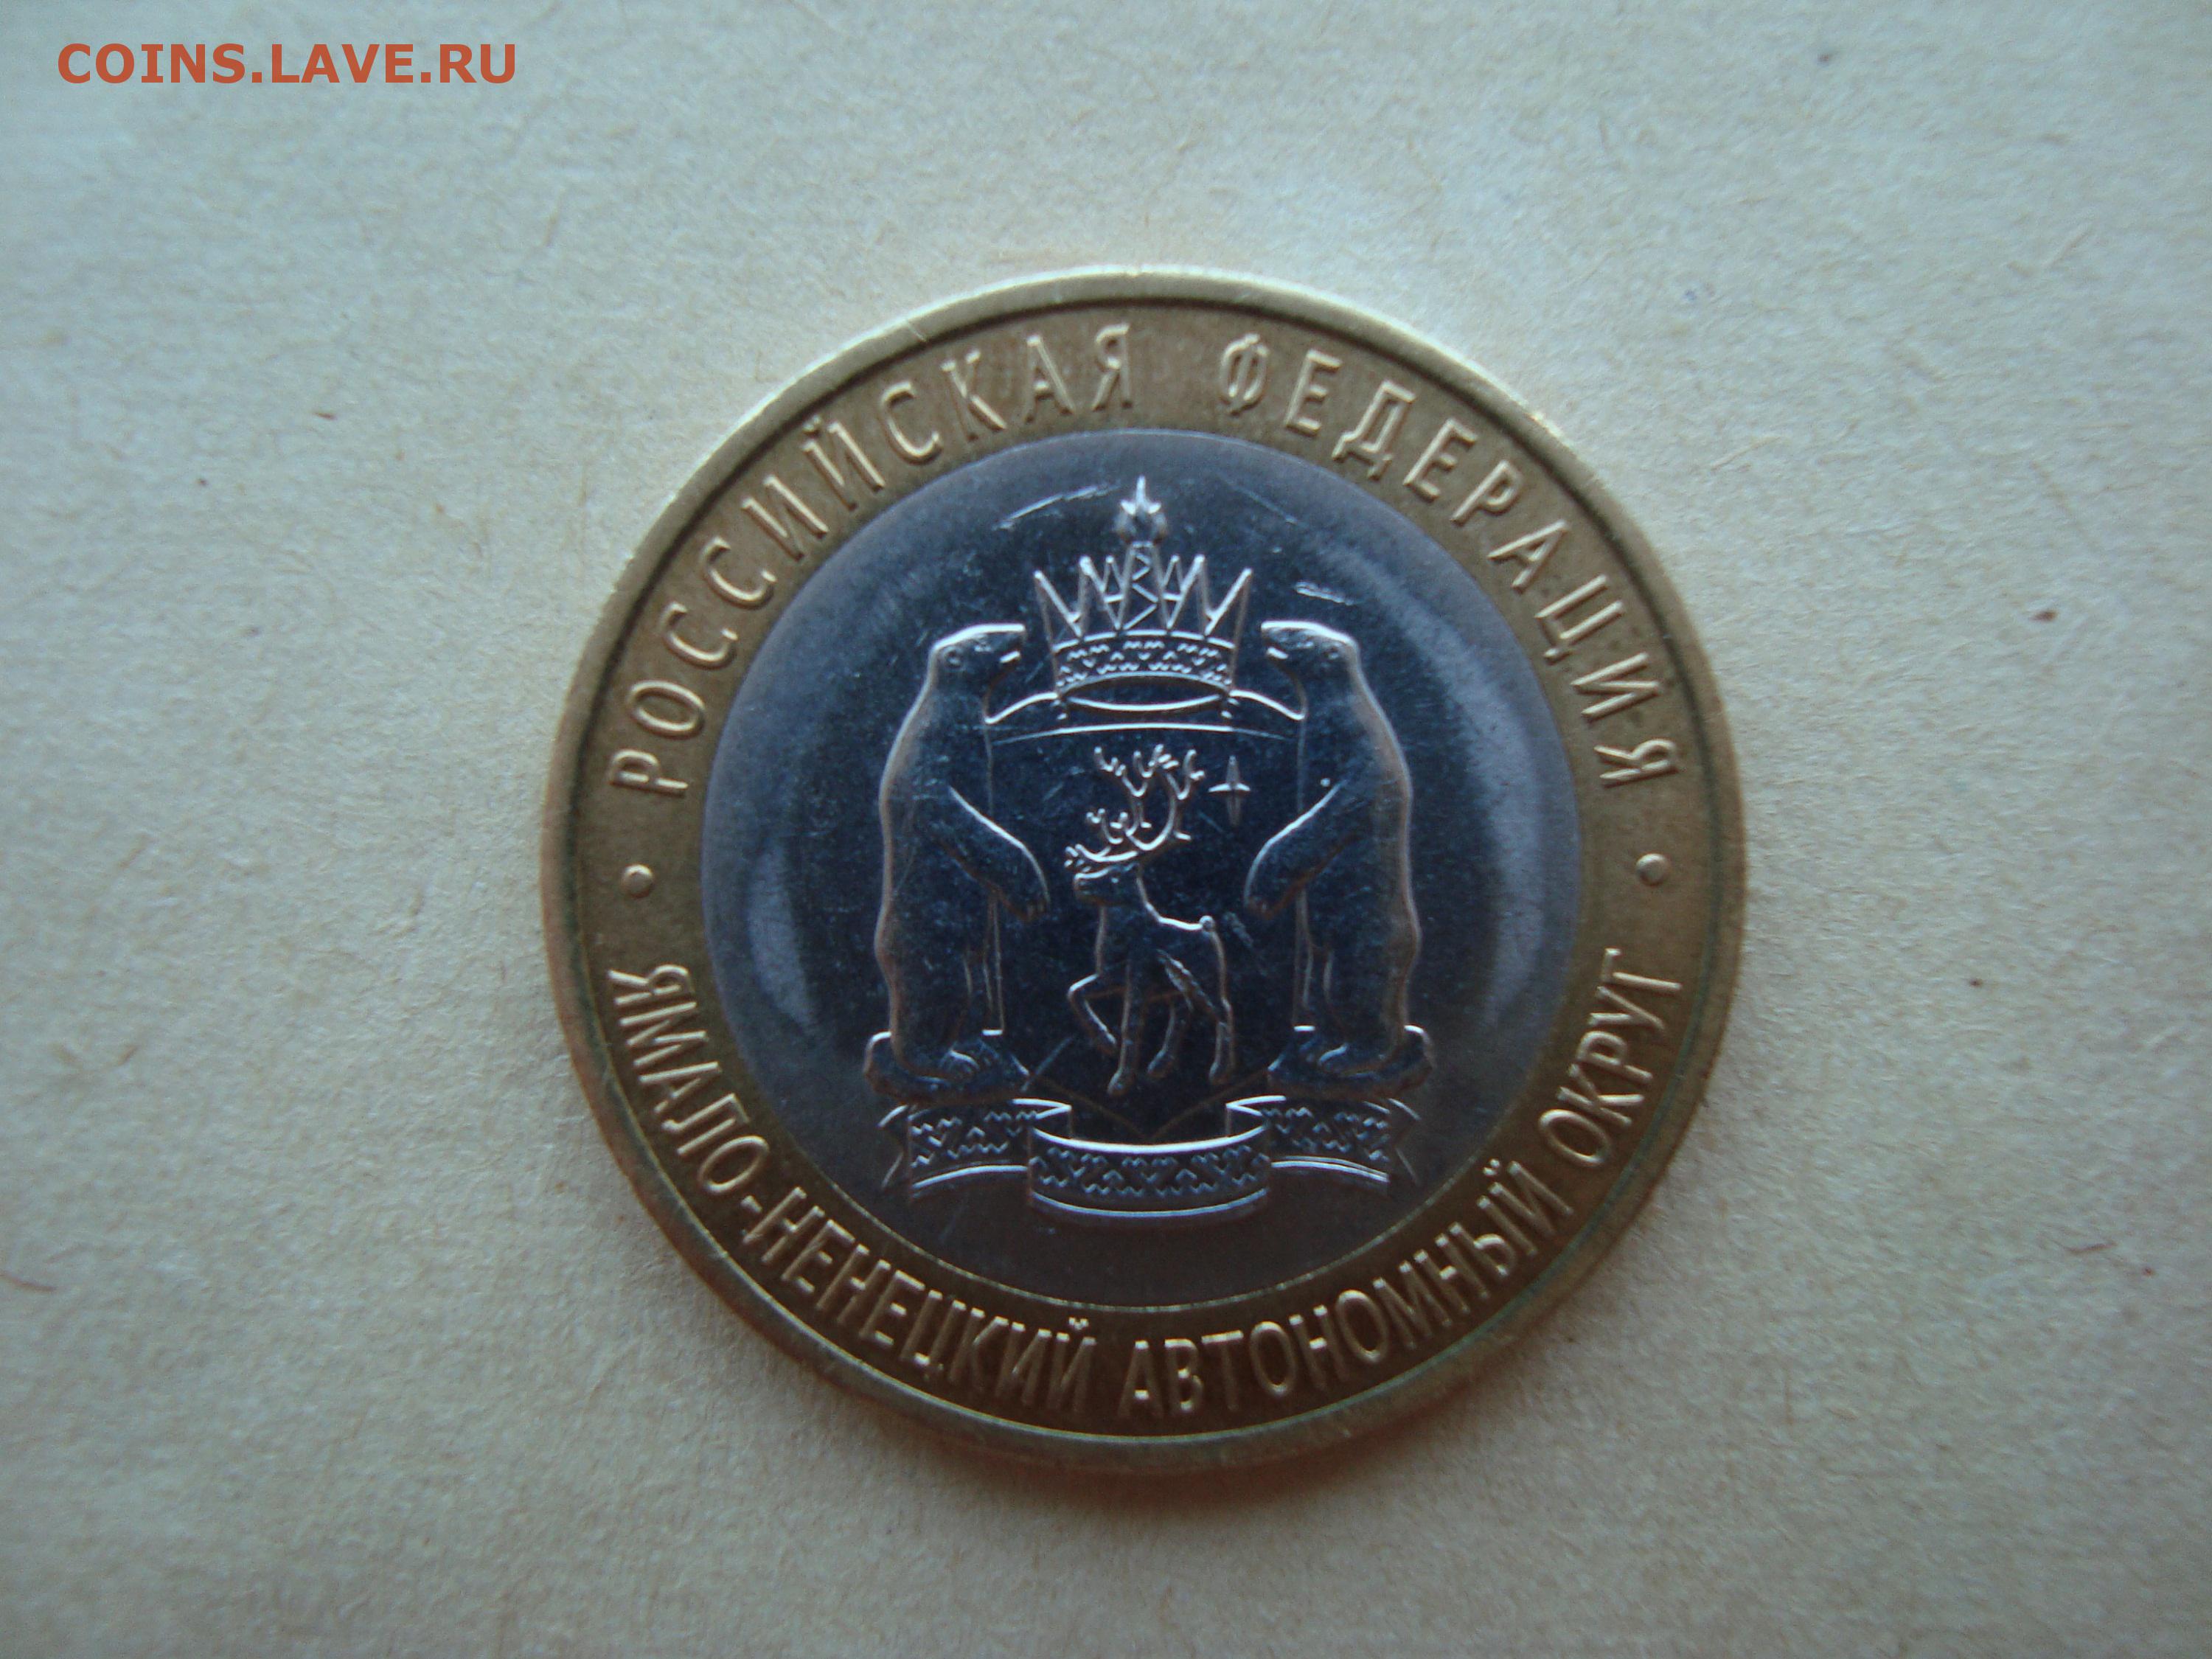 COINS.LAVE.RU
• РОССИЙСКАЯ ФЕДЕРАЦИЯ •
ЯМАЛО-НЕНЕЦКИЙ АВТОНОМНЫЙ ОКРУГ